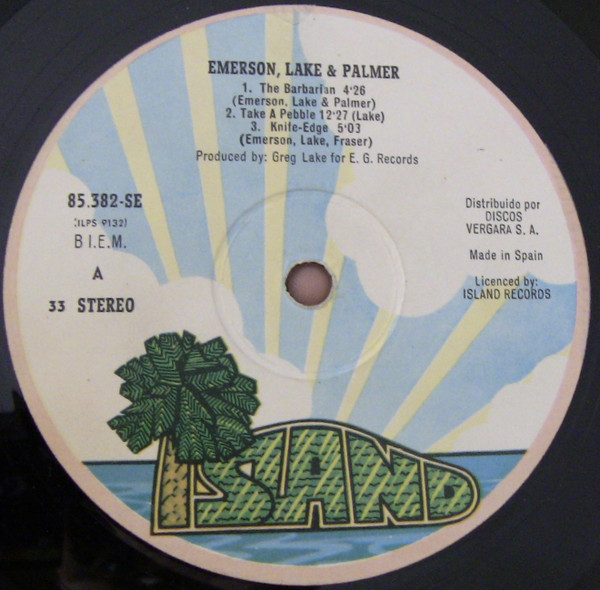 EMERSON, LAKE & PALMER
1. The Barbarian 4'26
(Emerson, Lake & Palmer)
2. Take A Pebble 12'27 (Lake)
3. Knife-Edge 5'03
(Emerson, Lake, Fraser)
Produced by: Greg Lake for E. G. Records
85.382-SE
(ILPS 9132)
B I.E.M.
A
33 STEREO
Distribuido por
DISCOS
VERGARA S. A.
Made in Spain
Licenced by:
ISLAND RECORDS
ISLAND